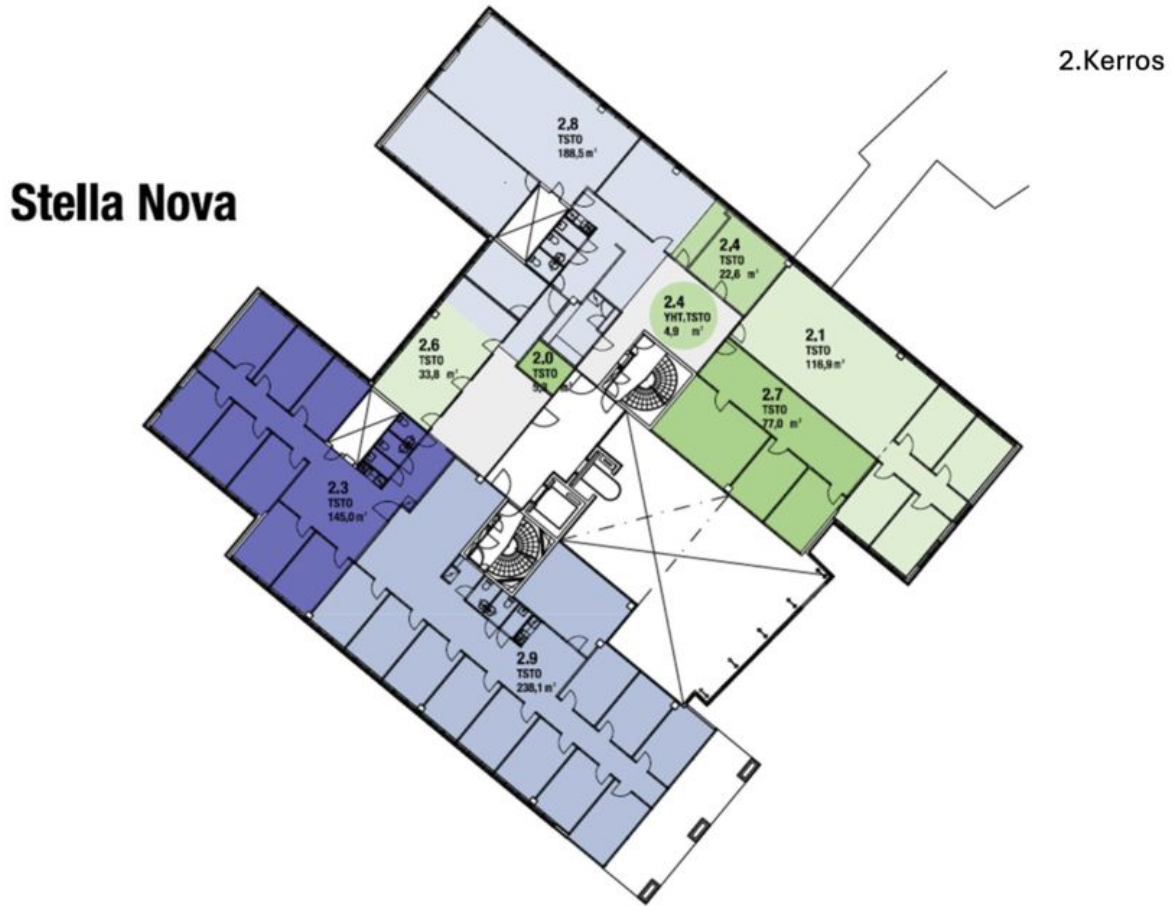 2.Kerros
Stella Nova
2.8
TSTO
188,5 m²
2.4
TSTO
22,6 m²
2.4
YHT.TSTO
4,9 m²
2.1
TSTO
116,9 m²
2.6
TSTO
33,8 m²
2.0
TSTO
m²
2.7
TSTO
77,0 m²
2.3
TSTO
145,0 m²
2.9
TSTO
238,1 m²